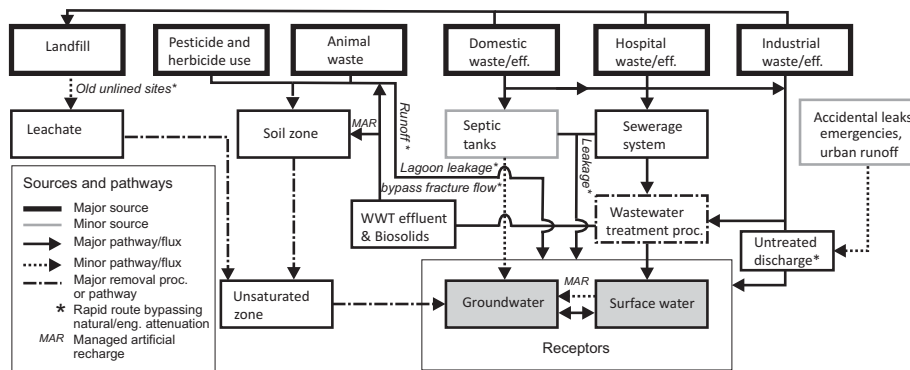 Landfill
Pesticide and
herbicide use
Animal
waste
Domestic
waste/eff.
Hospital
waste/eff.
Industrial
waste/eff.
Old unlined sites*
Leachate
Soil zone
MAR
Runoff *
Septic
tanks
Leakage*
Sewerage
system
Accidental leaks,
emergencies,
urban runoff
Lagoon leakage*
bypass fracture flow*
WWT effluent
& Biosolids
Wastewater
treatment proc.
Untreated
discharge*
Unsaturated
zone
Groundwater
MAR
Surface water
Receptors
Sources and pathways
Major source
Minor source
Major pathway/flux
Minor pathway/flux
Major removal proc.
or pathway
* Rapid route bypassing
natural/eng. attenuation
MAR Managed artificial
recharge